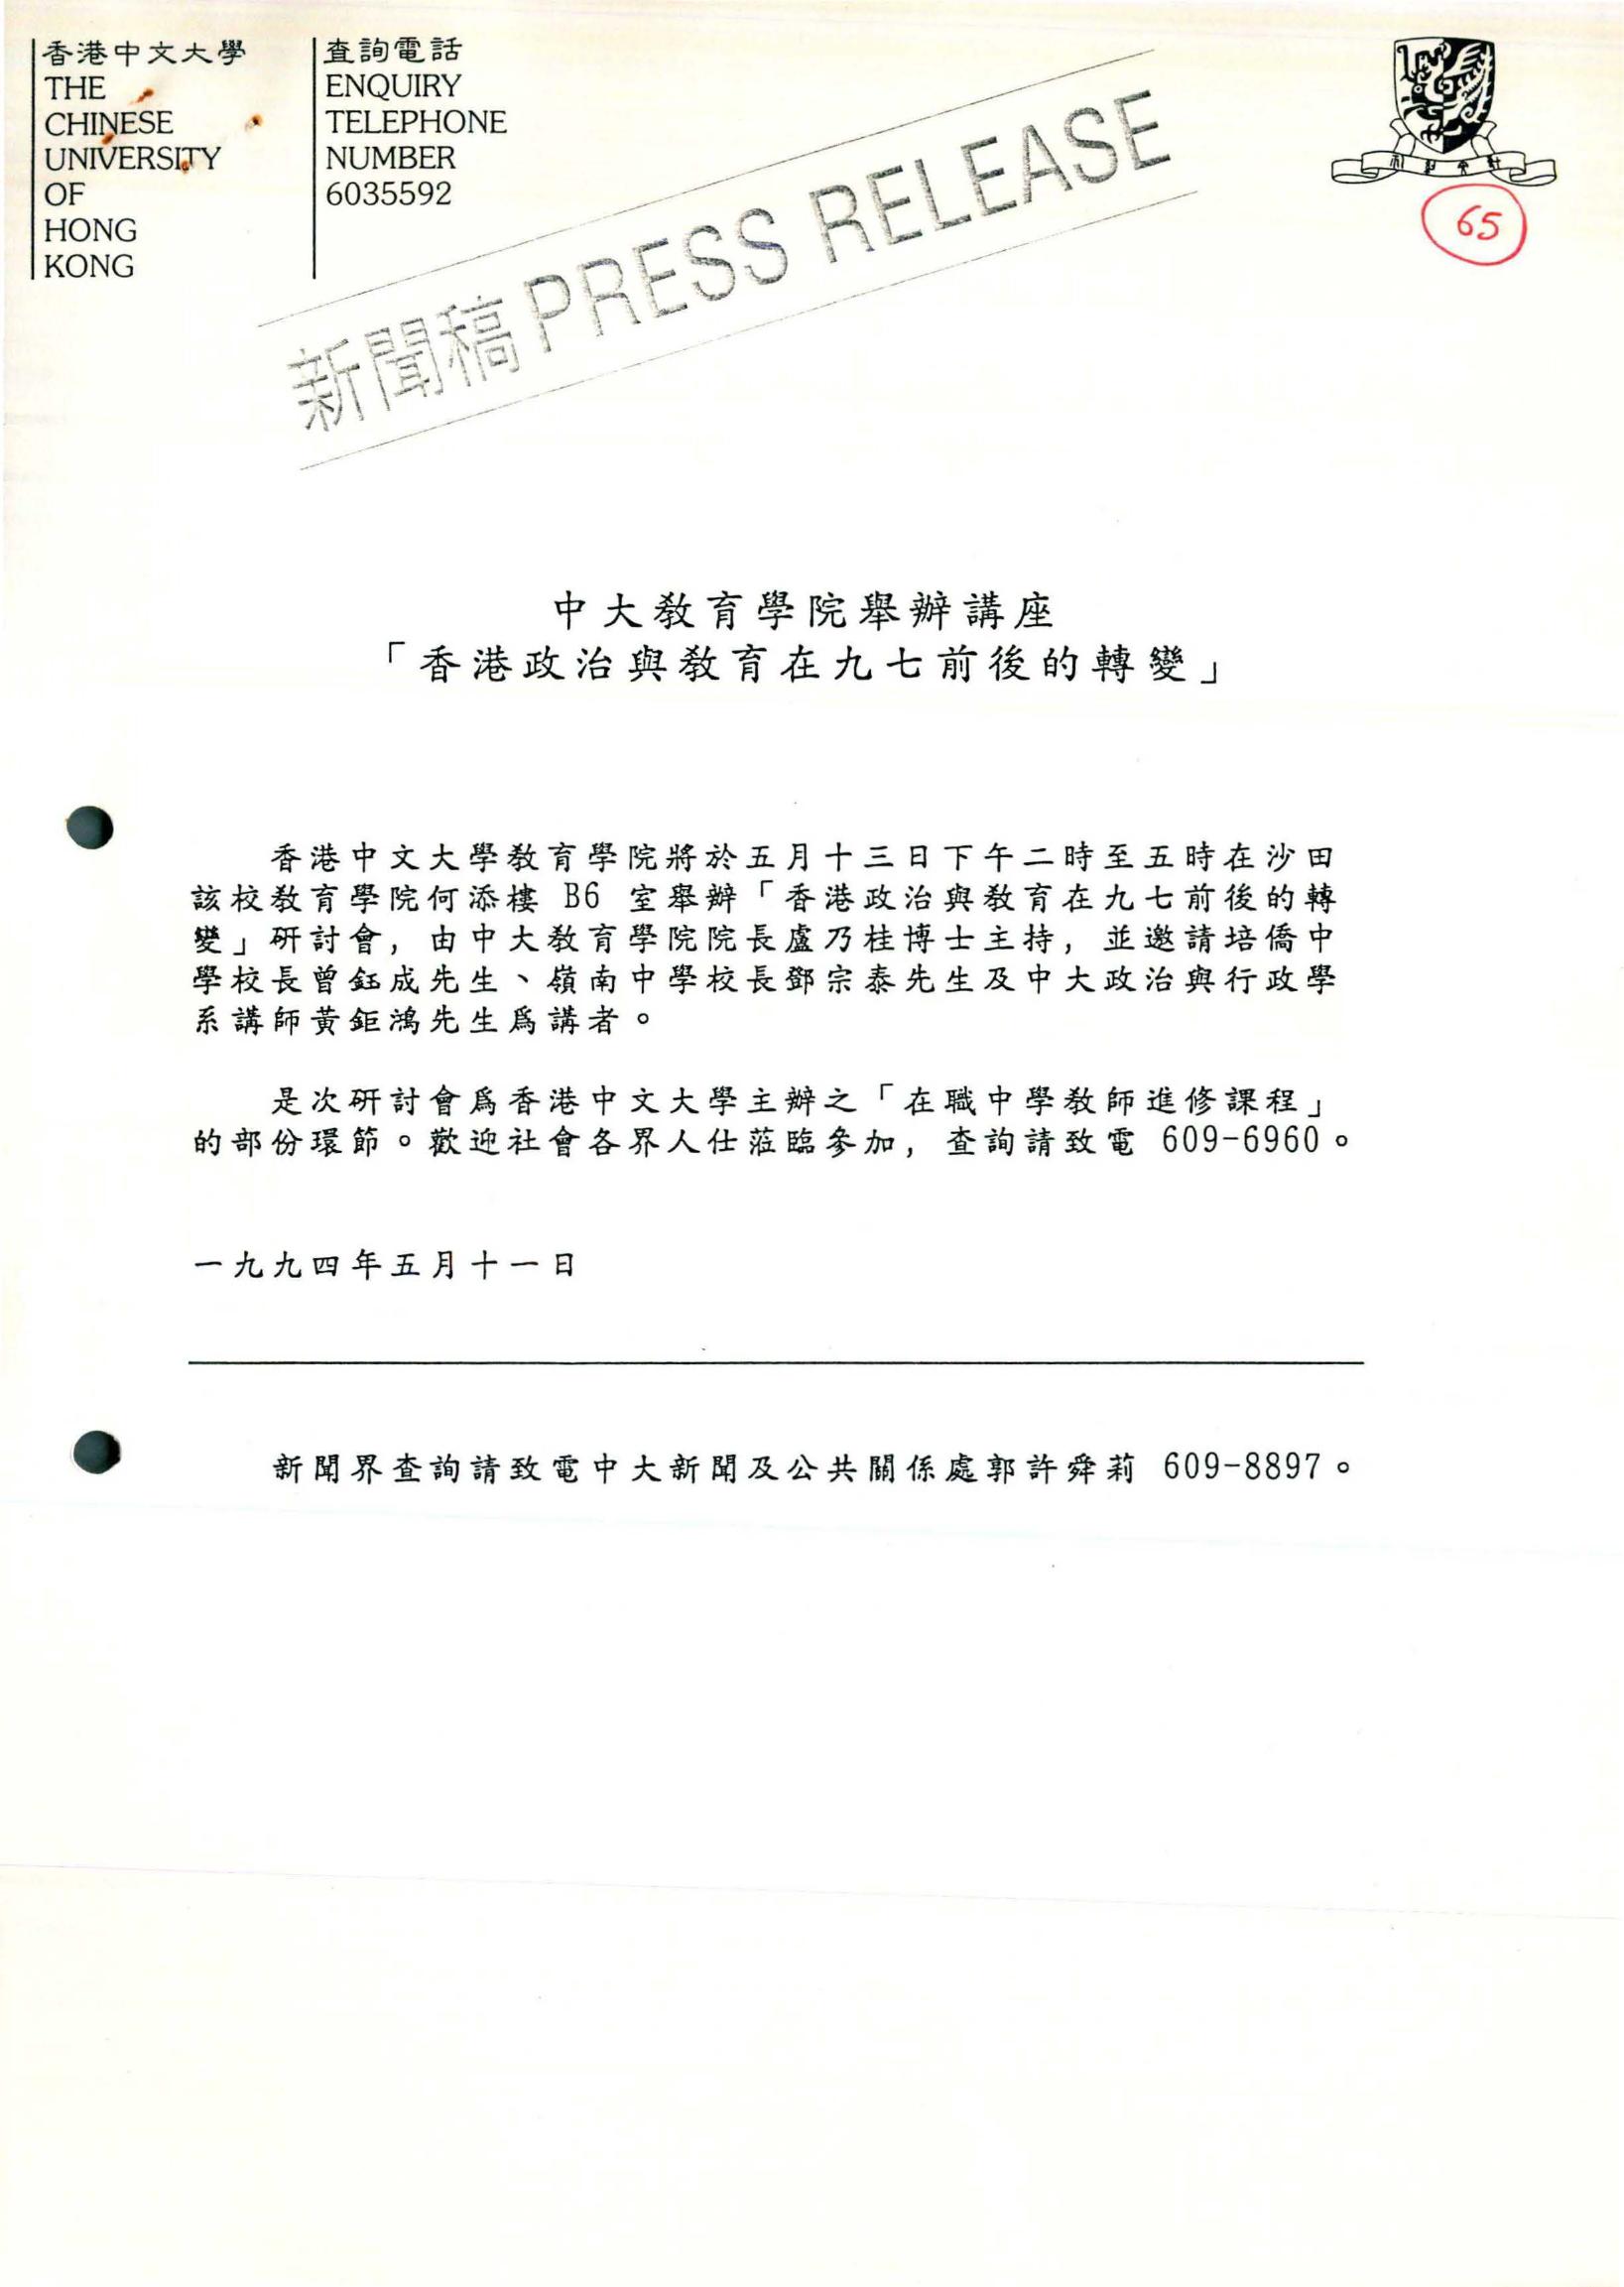 香港中文大學
THE
CHINESE
UNIVERSITY
OF
HONG
KONG
查詢電話
ENQUIRY
TELEPHONE
NUMBER
6035592
新聞稿 PRESS RELEASE
65
中大教育學院舉辦講座
「香港政治與教育在九七前後的轉變」
香港中文大學教育學院將於五月十三日下午二時至五時在沙田
該校教育學院何添樓 B6 室舉辦「香港政治與教育在九七前後的轉
變」研討會，由中大教育學院院長盧乃桂博士主持，並邀請培僑中
學校長曾鈺成先生、嶺南中學校長鄧宗泰先生及中大政治與行政學
系講師黃鉅鴻先生爲講者。
是次研討會爲香港中文大學主辦之「在職中學教師進修課程」
的部份環節。歡迎社會各界人仕蒞臨參加，查詢請致電 609-6960。
一九九四年五月十一日
新聞界查詢請致電中大新聞及公共關係處郭許舜莉 609-8897。